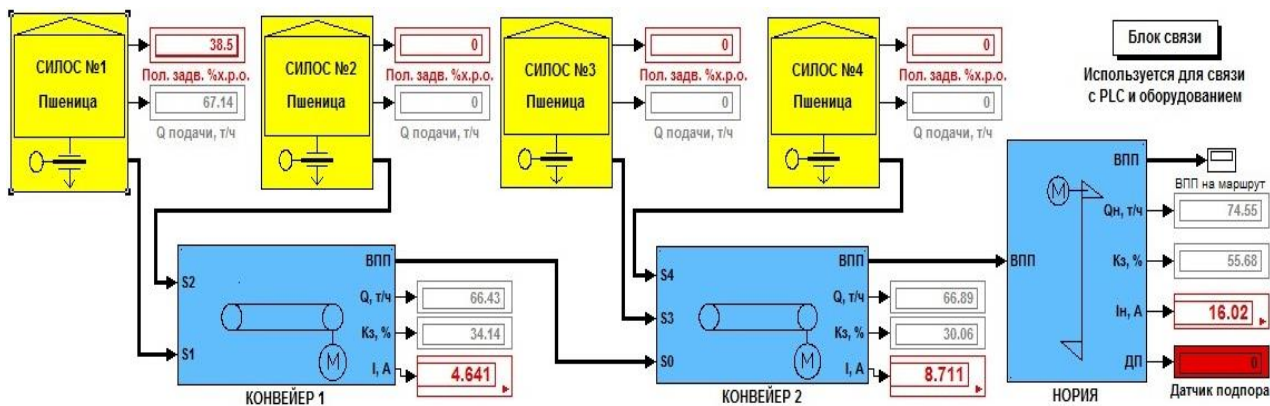 СИЛОС №1
Пшеница
38.5
Пол. задв. %х.р.о.
67.14
Q подачи, т/ч
СИЛОС №2
Пшеница
0
Пол. задв. %х.р.о.
0
Q подачи, т/ч
СИЛОС №3
Пшеница
0
Пол. задв. %х.р.о.
0
Q подачи, т/ч
СИЛОС №4
Пшеница
0
Пол. задв. %х.р.о.
0
Q подачи, т/ч
Блок связи
Используется для связи
с PLC и оборудованием
S2
S1
M
ВПП
Q, т/ч
66.43
Кз, %
34.14
I, А
4.641
КОНВЕЙЕР 1
S4
S3
S0
M
ВПП
Q, т/ч
66.89
Кз, %
30.06
I, А
8.711
КОНВЕЙЕР 2
ВПП
M
ВПП
ВПП на маршрут
Qн, т/ч
74.55
Кз, %
55.68
Iн, А
16.02
ДП
0
НОРИЯ
Датчик подпора